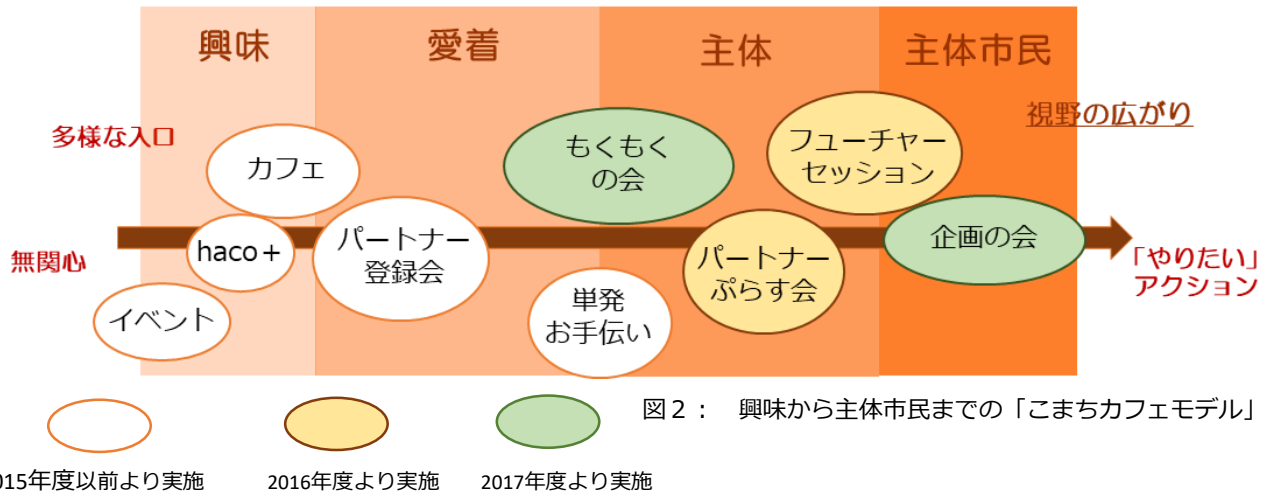 興味
愛着
主体
主体市民
視野の広がり
多様な入口
カフェ
もくもく
の会
フューチャー
セッション
無関心
haco＋
パートナー
登録会
パートナー
ぷらす会
企画の会
「やりたい」
アクション
イベント
単発
お手伝い
図２： 興味から主体市民までの「こまちカフェモデル」
015年度以前より実施
2016年度より実施
2017年度より実施